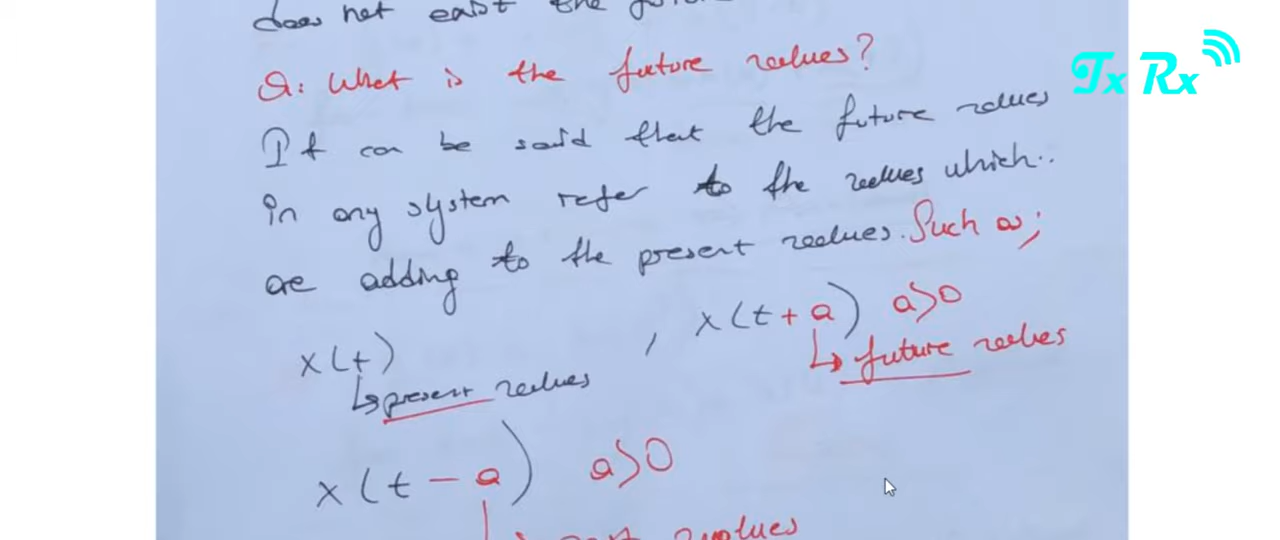 does not exist the
Q: What is the future values?
Tx Rx
It can be said that the future values
in any system refer to the values which..
are adding to the present values. Such as;
x(t) , x(t + a) a>0
↳ present values ↳ future values
x(t - a) a>0
↳ past values